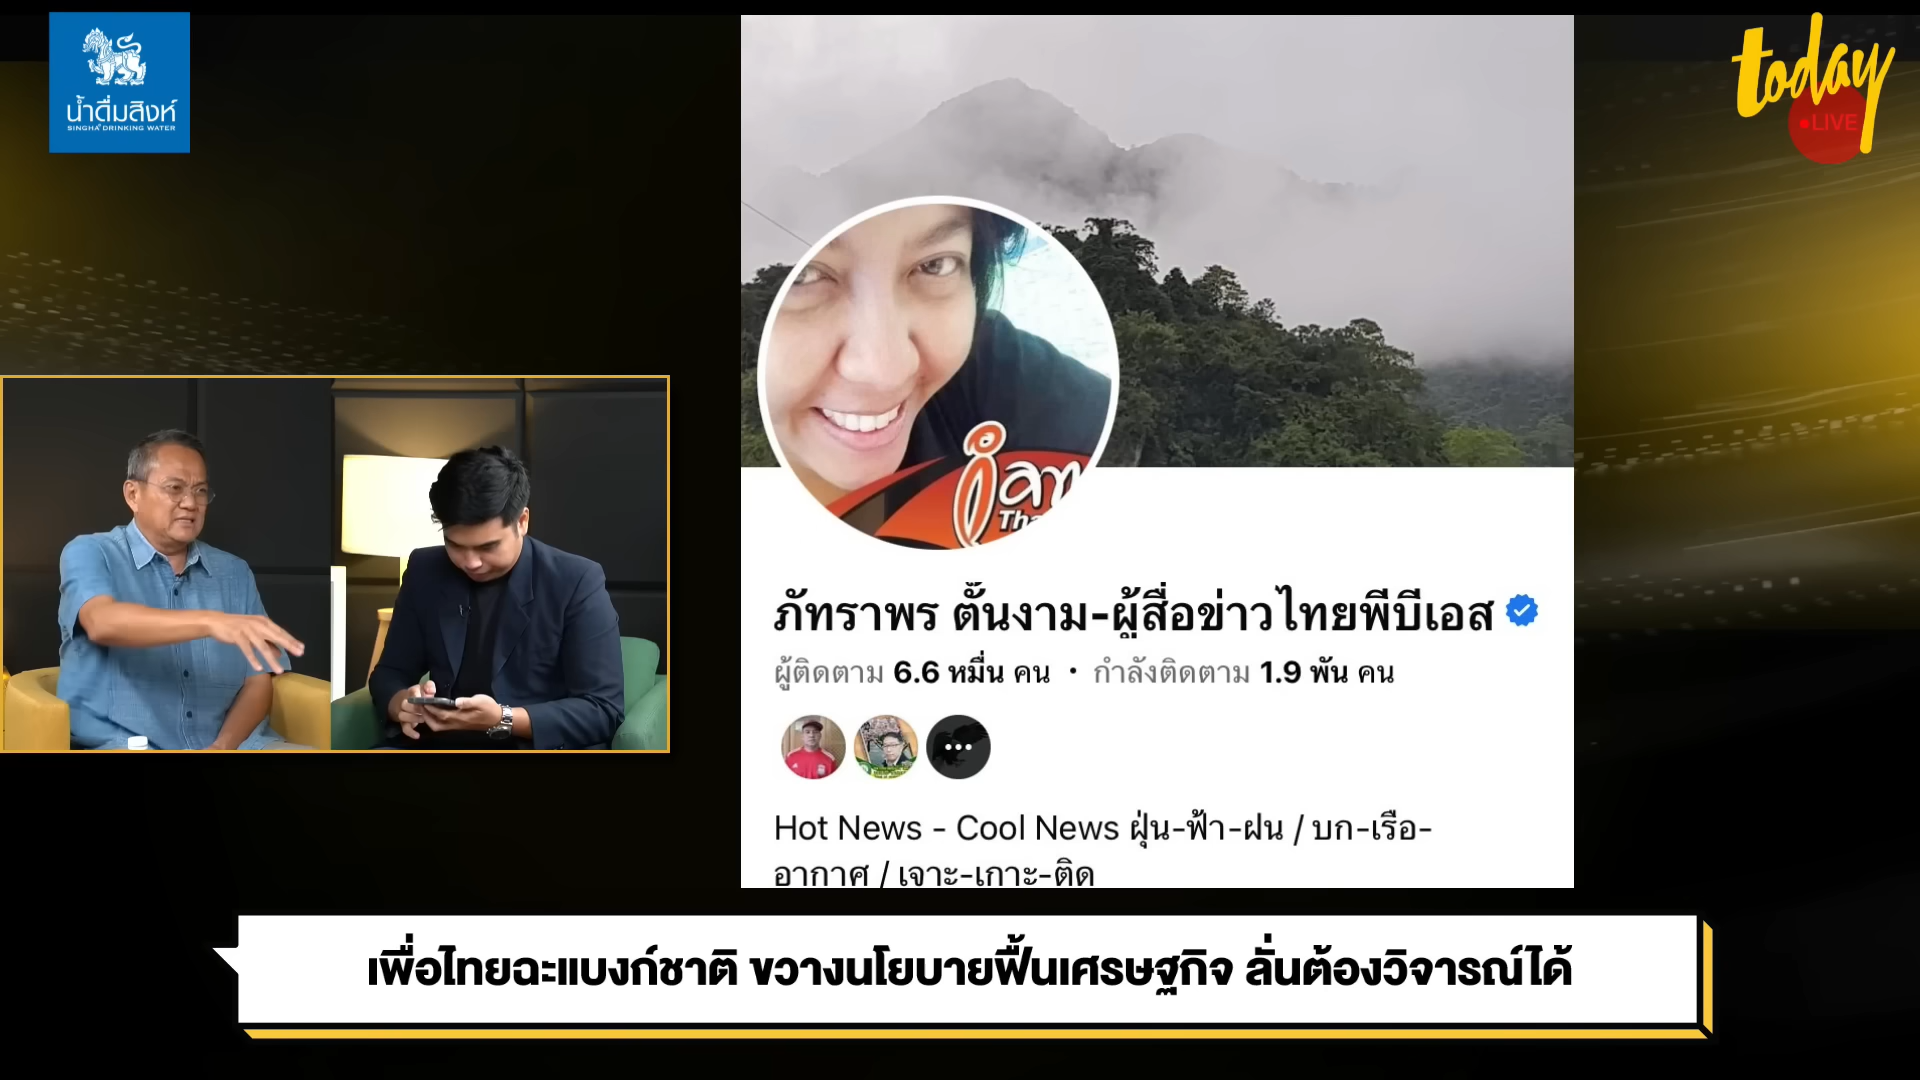 น้ำดื่มสิงห์
SINGHA DRINKING WATER
today
LIVE
i am
ภัทราพร ตั๊นงาม-ผู้สื่อข่าวไทยพีบีเอส
ผู้ติดตาม 6.6 หมื่น คน • กำลังติดตาม 1.9 พัน คน
Hot News - Cool News ฝุ่น-ฟ้า-ฝน / บก-เรือ-
อากาศ / เจาะ-เกาะ-ติด
เพื่อไทยฉะแบงก์ชาติ ขวางนโยบายฟื้นเศรษฐกิจ ลั่นต้องวิจารณ์ได้